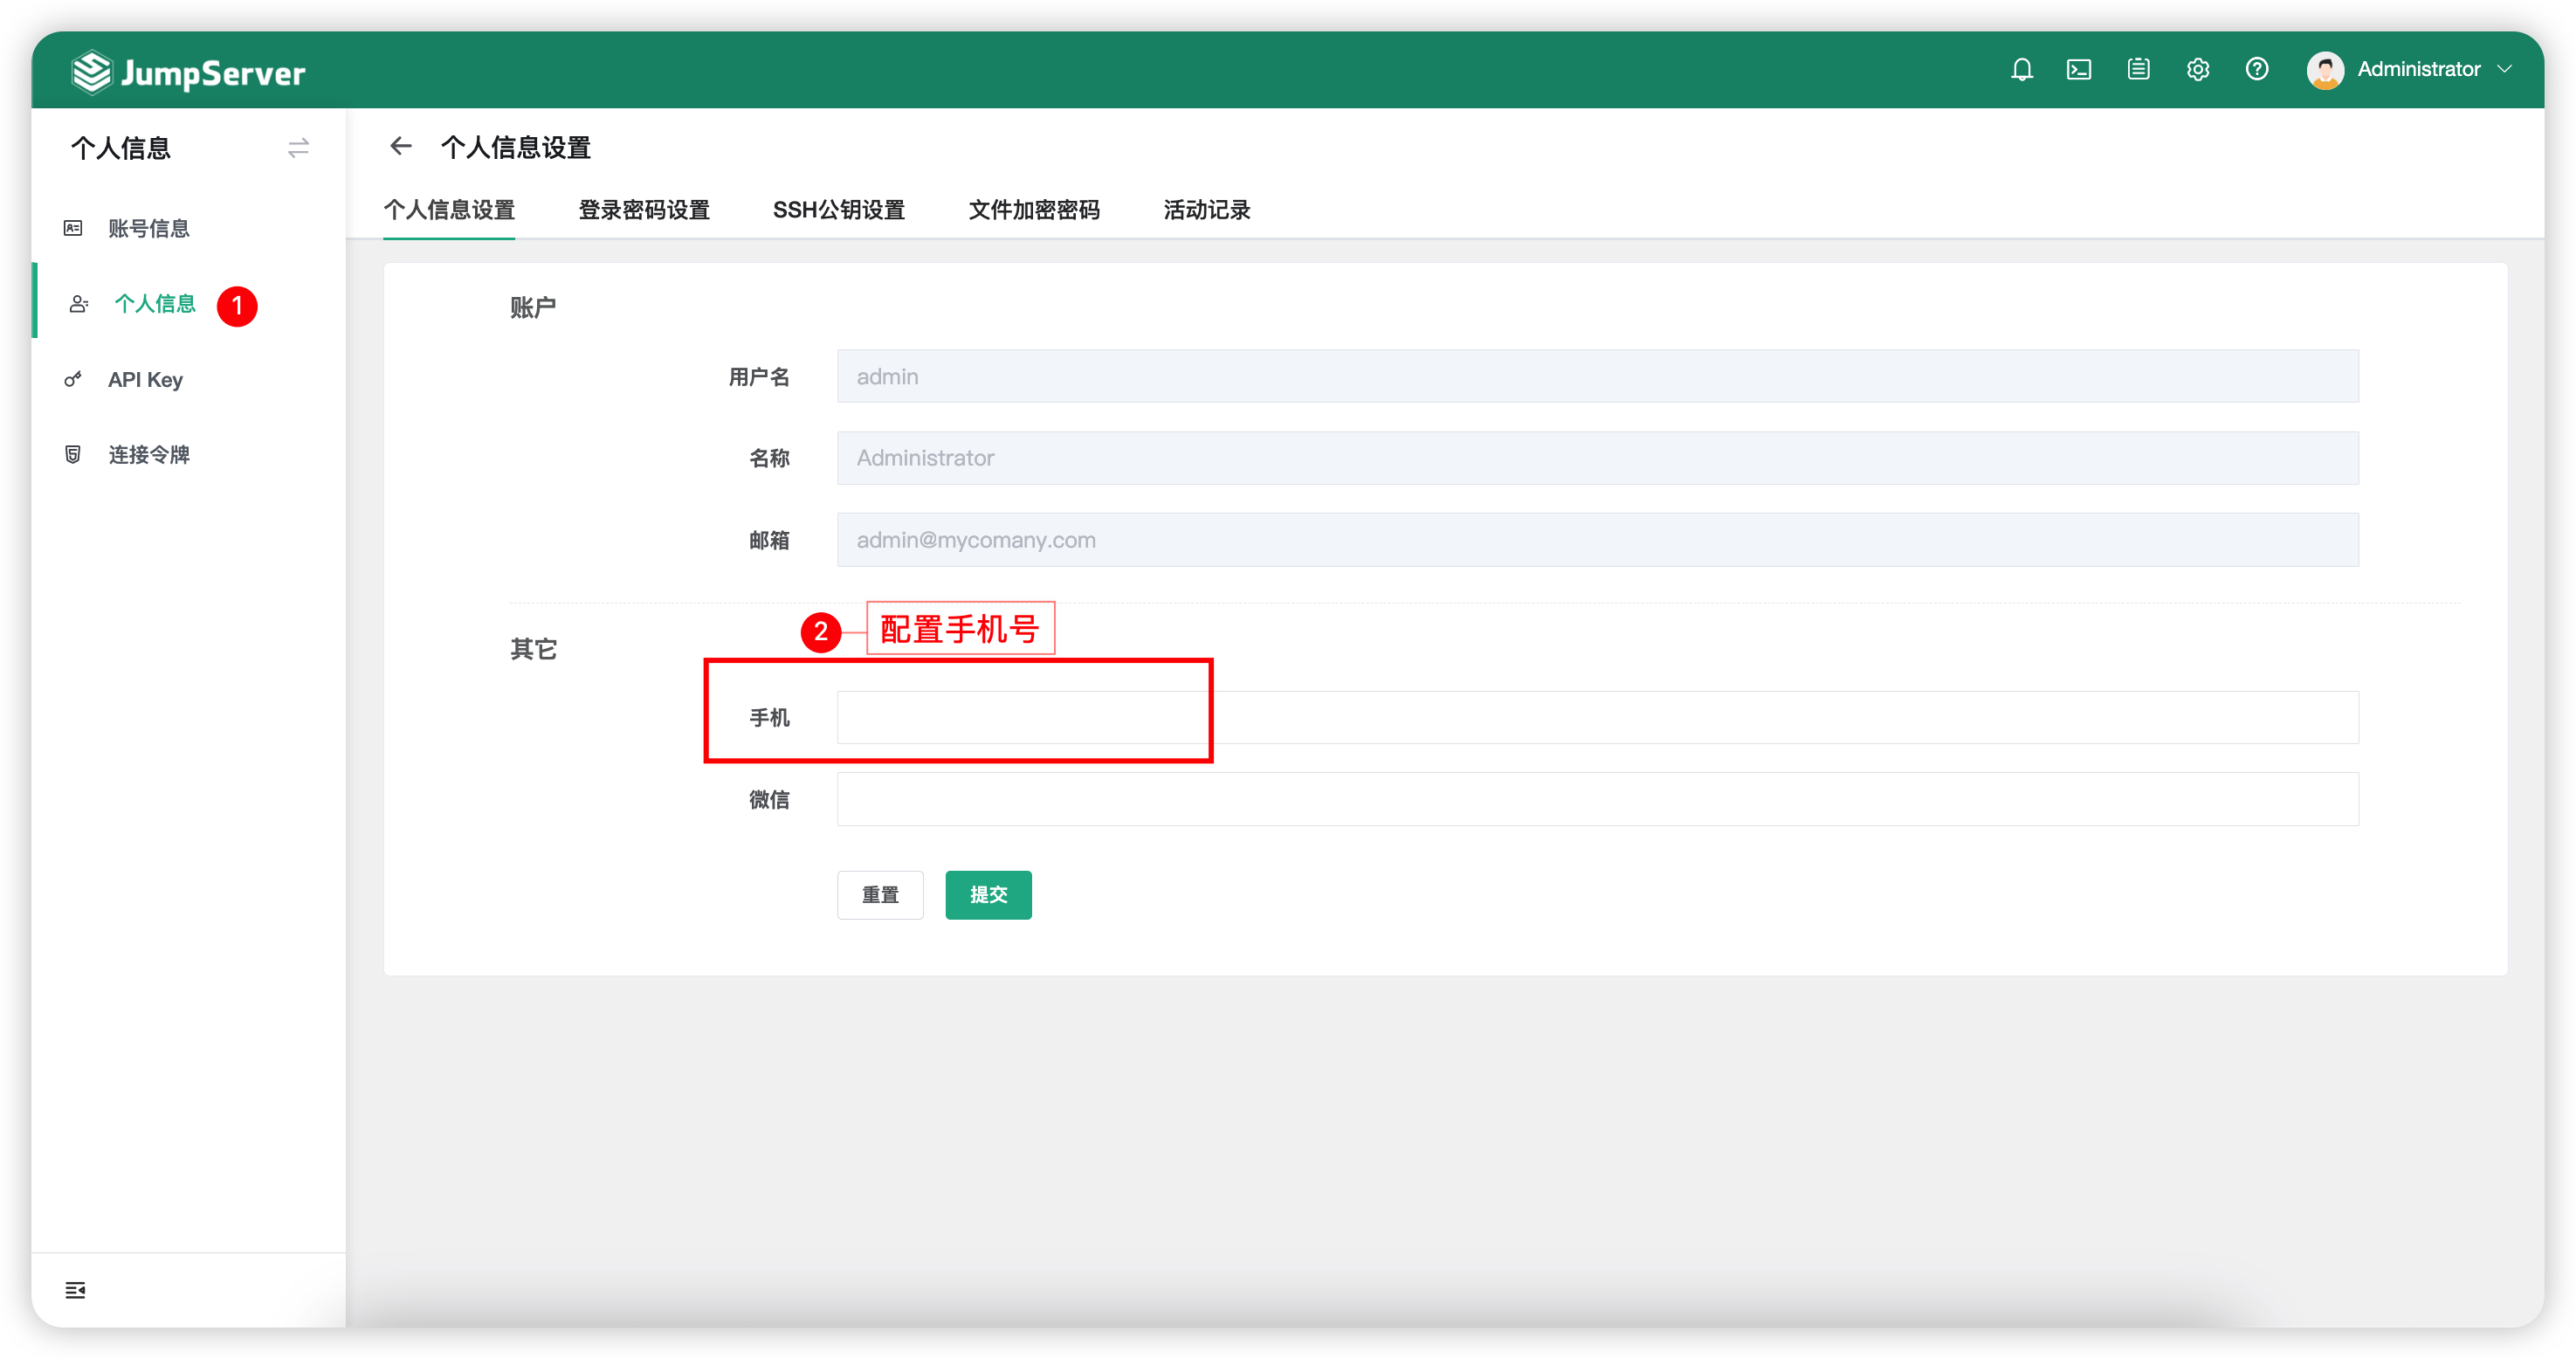 JumpServer
Administrator
个人信息
个人信息设置
个人信息设置 登录密码设置 SSH公钥设置 文件加密密码 活动记录
账号信息
个人信息 1
API Key
连接令牌
账户
用户名 admin
名称 Administrator
邮箱 admin@mycomany.com
2 配置手机号
其它
手机
微信
重置 提交